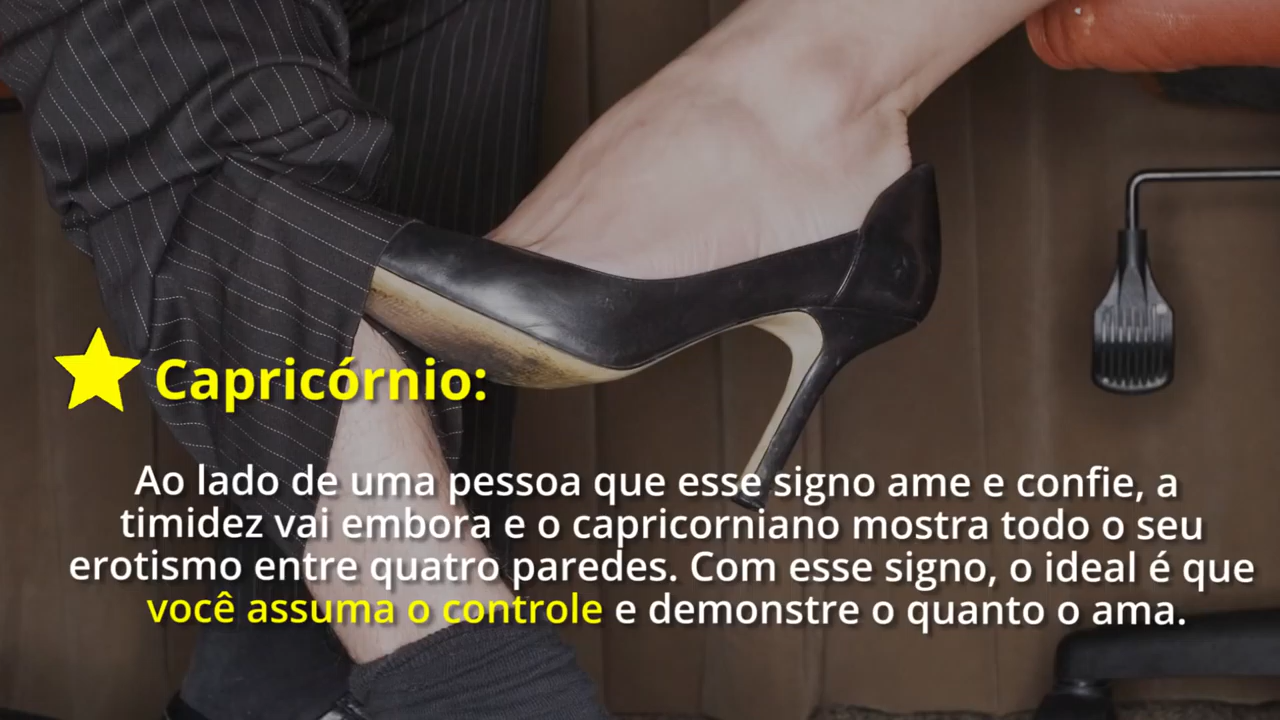 Capricórnio:
Ao lado de uma pessoa que esse signo ame e confie, a
timidez vai embora e o capricorniano mostra todo o seu
erotismo entre quatro paredes. Com esse signo, o ideal é que
você assuma o controle e demonstre o quanto o ama.